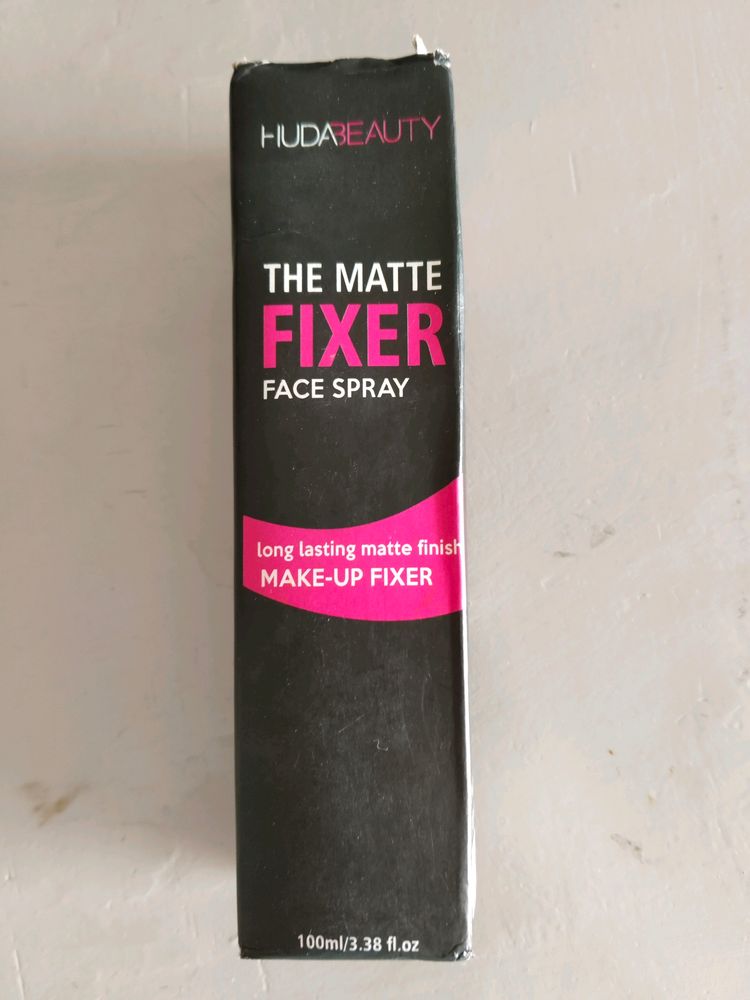 HUDABEAUTY
THE MATTE
FIXER
FACE SPRAY
long lasting matte finish
MAKE-UP FIXER
100ml/3.38 fl.oz